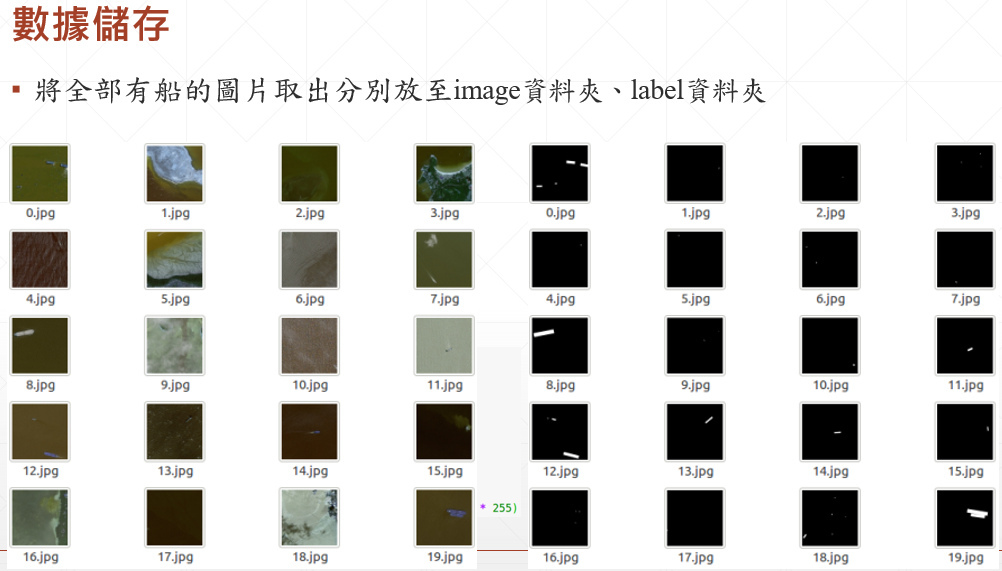 數據儲存
將全部有船的圖片取出分別放至image資料夾、label資料夾
0.jpg 1.jpg 2.jpg 3.jpg 0.jpg 1.jpg 2.jpg 3.jpg
4.jpg 5.jpg 6.jpg 7.jpg 4.jpg 5.jpg 6.jpg 7.jpg
8.jpg 9.jpg 10.jpg 11.jpg 8.jpg 9.jpg 10.jpg 11.jpg
12.jpg 13.jpg 14.jpg 15.jpg 12.jpg 13.jpg 14.jpg 15.jpg
* 255)
16.jpg 17.jpg 18.jpg 19.jpg 16.jpg 17.jpg 18.jpg 19.jpg